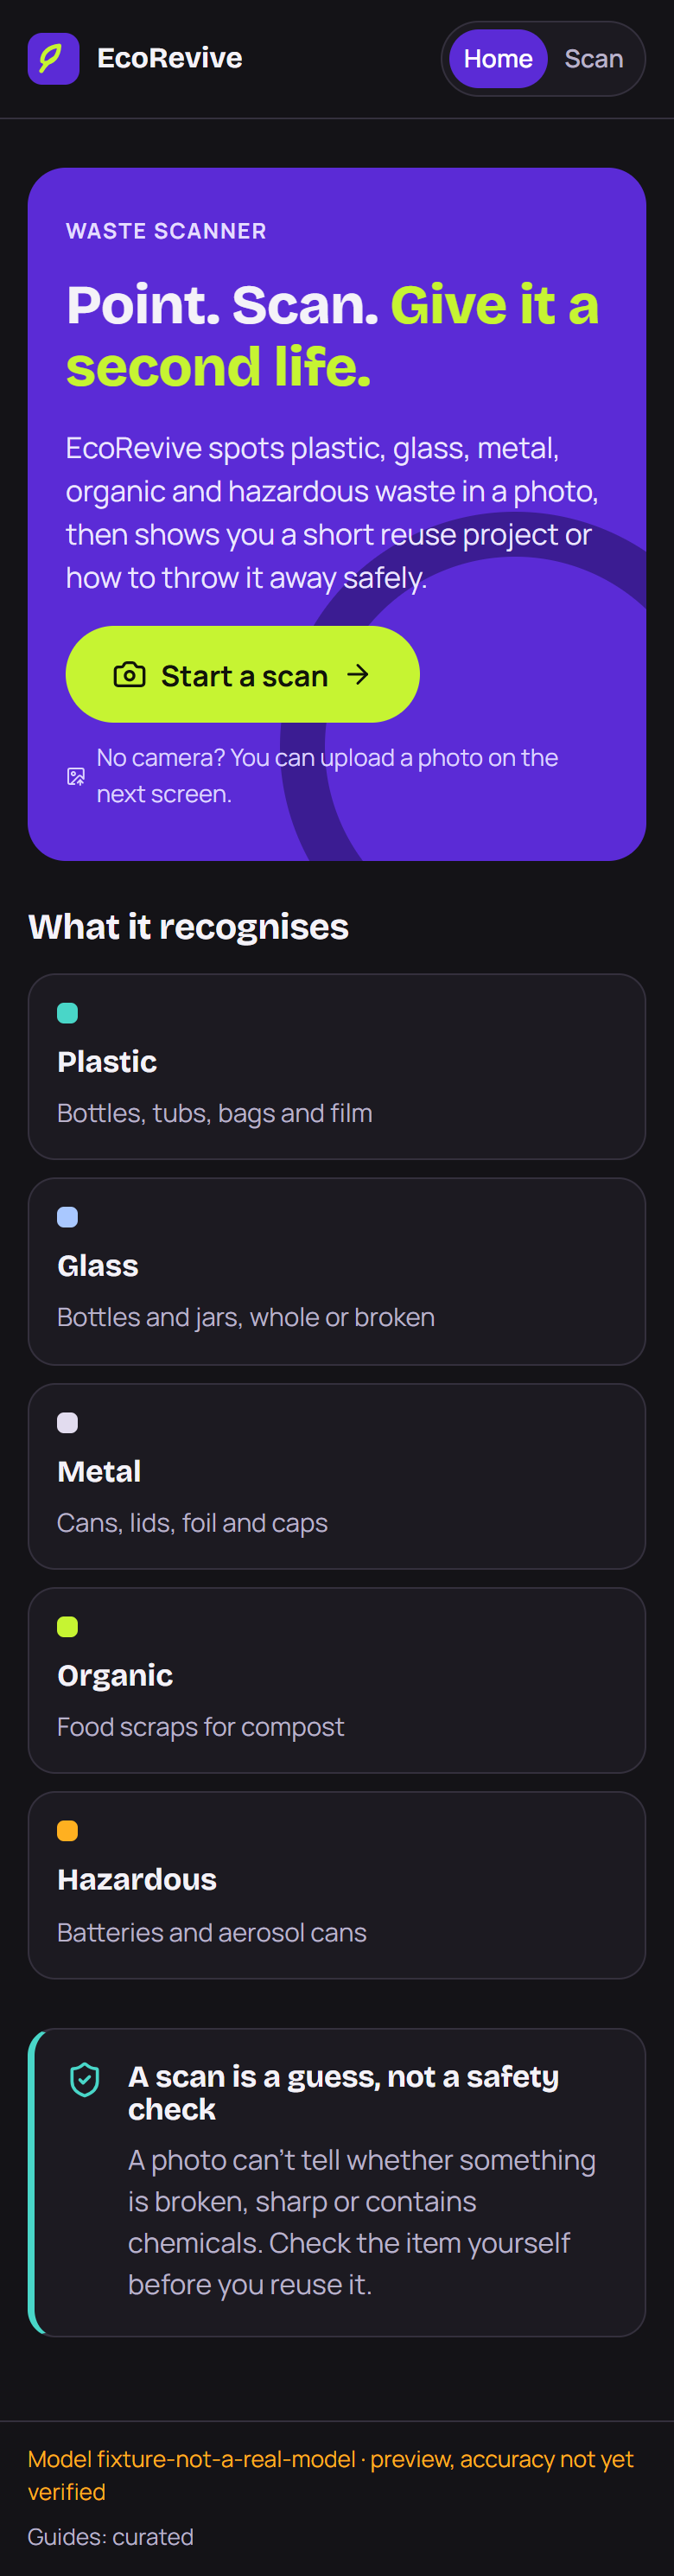 EcoRevive
Home
Scan
WASTE SCANNER
Point. Scan. Give it a
second life.
EcoRevive spots plastic, glass, metal,
organic and hazardous waste in a photo,
then shows you a short reuse project or
how to throw it away safely.
Start a scan
No camera? You can upload a photo on the
next screen.
What it recognises
Plastic
Bottles, tubs, bags and film
Glass
Bottles and jars, whole or broken
Metal
Cans, lids, foil and caps
Organic
Food scraps for compost
Hazardous
Batteries and aerosol cans
A scan is a guess, not a safety
check
A photo can’t tell whether something
is broken, sharp or contains
chemicals. Check the item yourself
before you reuse it.
Model fixture-not-a-real-model · preview, accuracy not yet
verified
Guides: curated